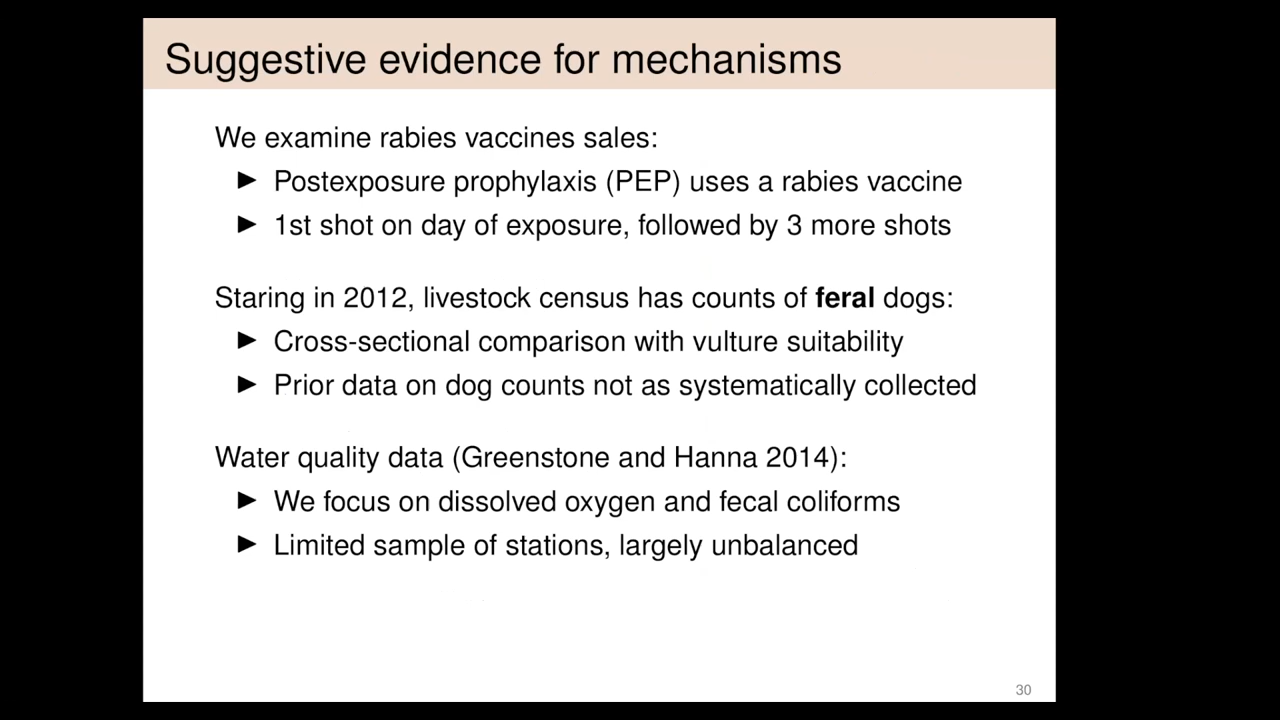 Suggestive evidence for mechanisms
We examine rabies vaccines sales:
► Postexposure prophylaxis (PEP) uses a rabies vaccine
► 1st shot on day of exposure, followed by 3 more shots
Staring in 2012, livestock census has counts of feral dogs:
► Cross-sectional comparison with vulture suitability
► Prior data on dog counts not as systematically collected
Water quality data (Greenstone and Hanna 2014):
► We focus on dissolved oxygen and fecal coliforms
► Limited sample of stations, largely unbalanced
30